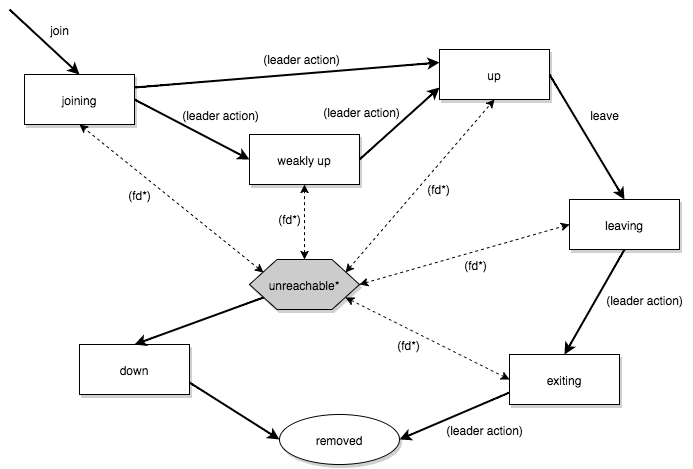 join
(leader action)
up
joining
(leader action)
(leader action)
leave
weakly up
(fd*)
(fd*)
(fd*)
leaving
(fd*)
unreachable*
(leader action)
(fd*)
down
exiting
(leader action)
removed